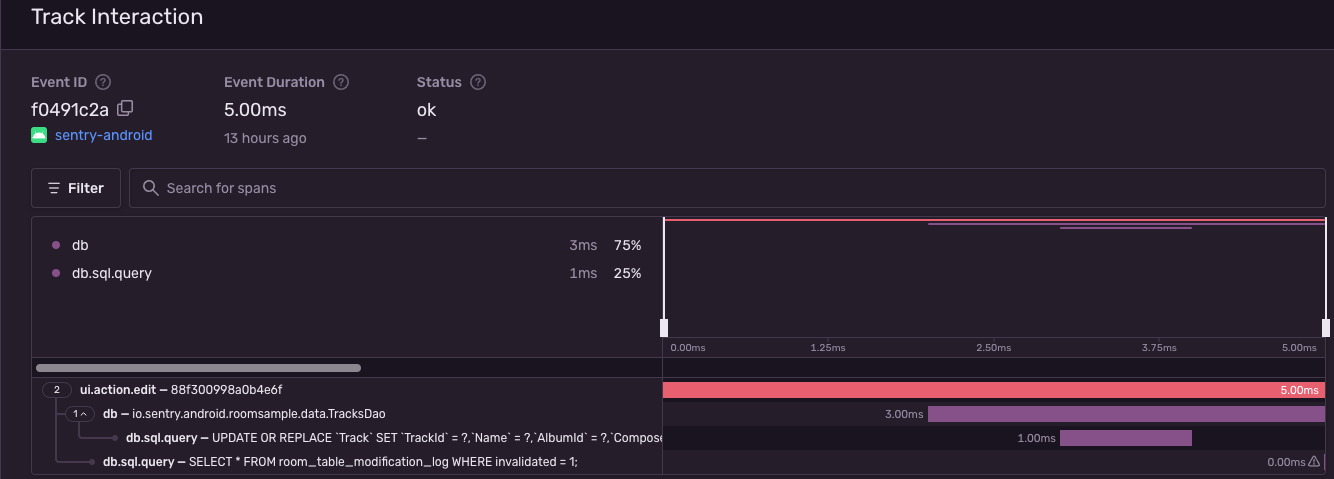 Track Interaction
Event ID Event Duration Status
f0491c2a 5.00ms ok
sentry-android 13 hours ago –
Filter Search for spans
db 3ms 75%
db.sql.query 1ms 25%
0.00ms 1.25ms 2.50ms 3.75ms 5.00ms
2 ui.action.edit – 88f300998a0b4e6f 5.00ms
1 db – io.sentry.android.roomsample.data.TracksDao 3.00ms
db.sql.query – UPDATE OR REPLACE `Track` SET `TrackId` = ?,`Name` = ?,`AlbumId` = ?,`Compose 1.00ms
db.sql.query – SELECT * FROM room_table_modification_log WHERE invalidated = 1; 0.00ms